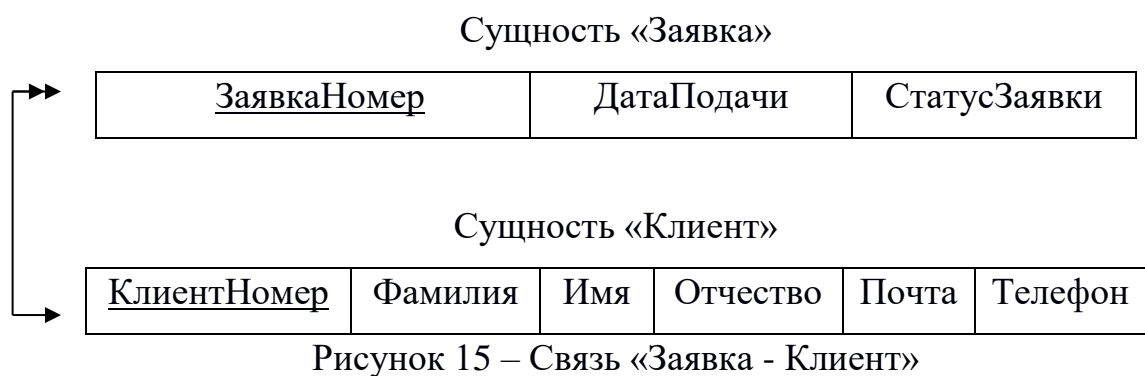 Сущность «Заявка»
ЗаявкаНомер ДатаПодачи СтатусЗаявки
Сущность «Клиент»
КлиентНомер Фамилия Имя Отчество Почта Телефон
Рисунок 15 – Связь «Заявка - Клиент»